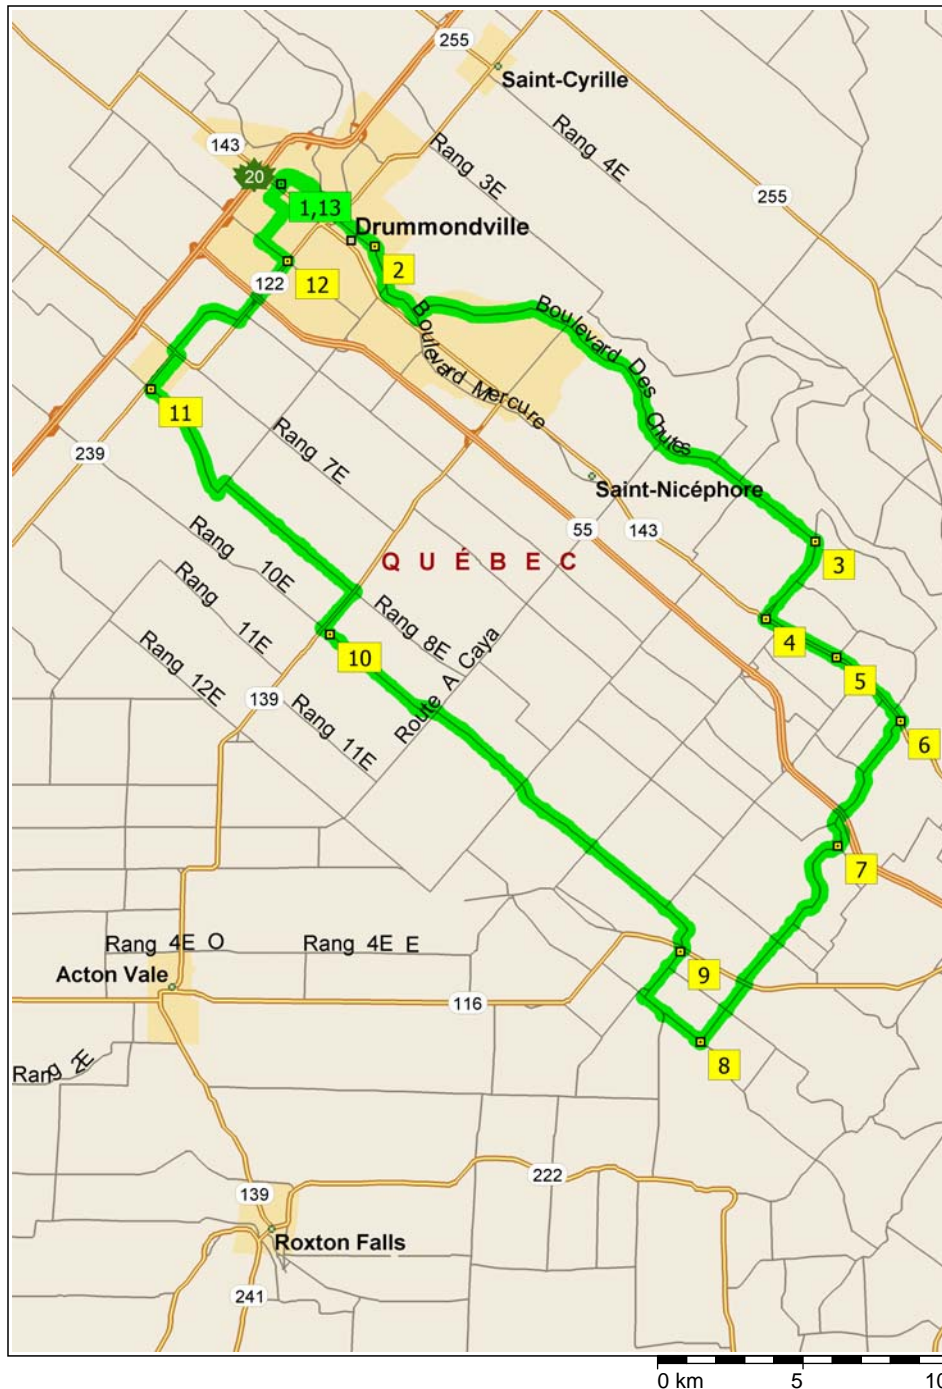 255
Saint-Cyrille
Rang 4E
143
Rang 3E
20
255
1,13
Drummondville
2
12
122
Boulevard Des Chutes
Boulevard Mercure
11
239
Rang 7E
Saint-Nicéphore
55
143
Rang 10E
QUÉBEC
3
Rang 11E
Rang 8E
4
Rang 12E
10
Route A Caya
5
139
Rang 11E
6
7
Rang 4E O
Rang 4E E
Acton Vale
9
116
8
Rang 2E
222
139
Roxton Falls
241
0 km
5
10